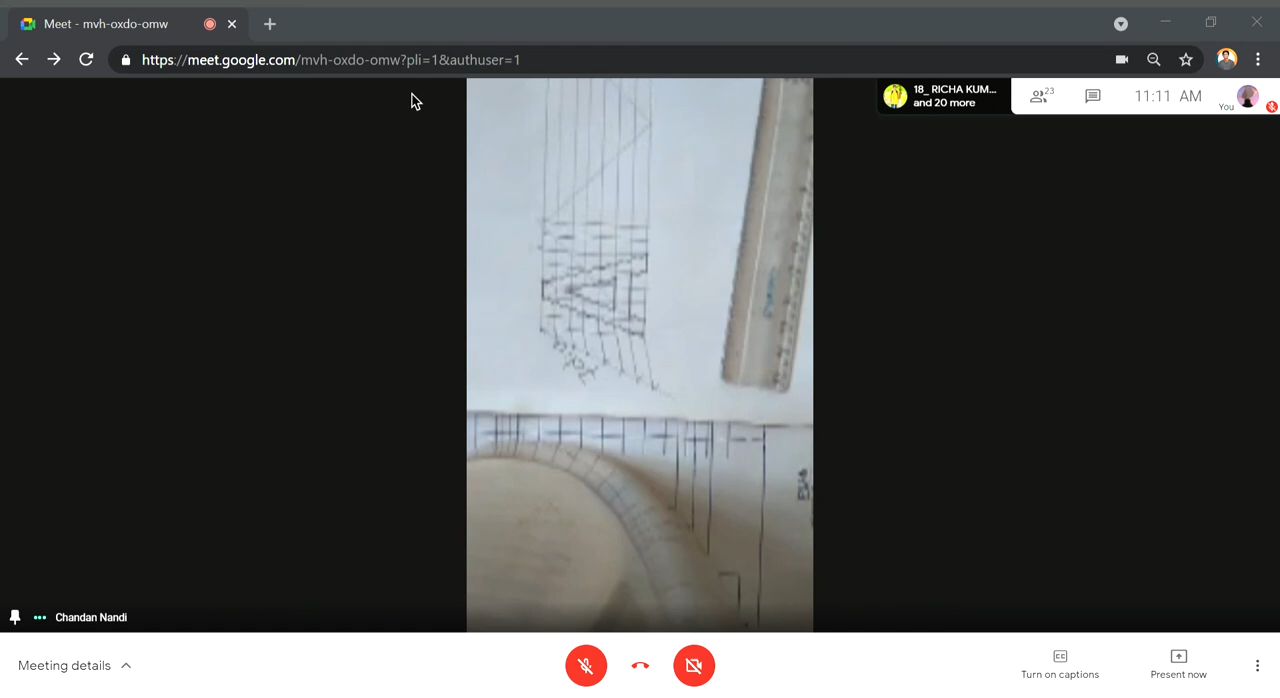 Meet - mvh-oxdo-omw
https://meet.google.com/mvh-oxdo-omw?pli=1&authuser=1
18_ RICHA KUM...
and 20 more
23
11:11 AM
You
Chandan Nandi
Meeting details
CC
Turn on captions
Present now